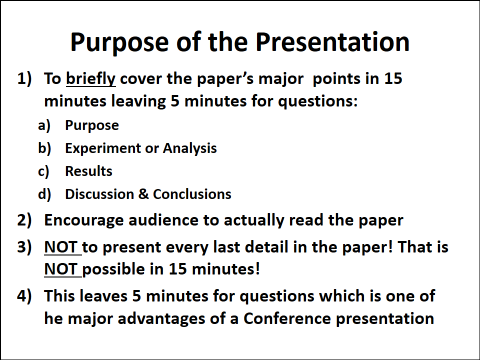 Purpose of the Presentation
1) To briefly cover the paper's major points in 15
minutes leaving 5 minutes for questions:
a) Purpose
b) Experiment or Analysis
c) Results
d) Discussion & Conclusions
2) Encourage audience to actually read the paper
3) NOT to present every last detail in the paper! That is
NOT possible in 15 minutes!
4) This leaves 5 minutes for questions which is one of
he major advantages of a Conference presentation